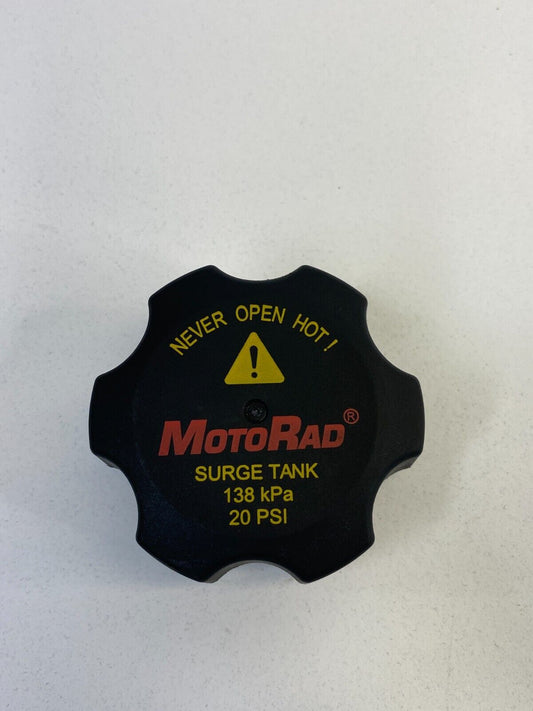 NEVER OPEN HOT!
MOTORAD®
SURGE TANK
138 kPa
20 PSI